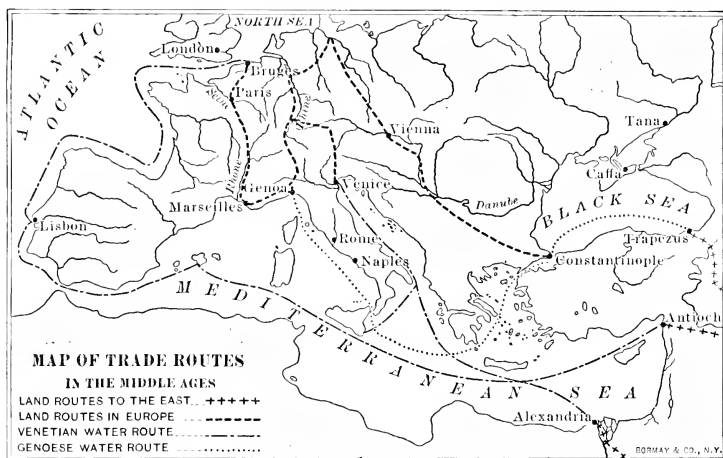 NORTH SEA
ATLANTIC
OCEAN
London
Bruges
Paris
Seine
Rhine
Vienna
Tana
Caffa
Rhone
Genoa
Venice
Danube
BLACK SEA
Marseilles
Lisbon
Rome
Trapezus
Constantinople
Naples
MEDITERRANEAN SEA
Antioch
MAP OF TRADE ROUTES
IN THE MIDDLE AGES
LAND ROUTES TO THE EAST
LAND ROUTES IN EUROPE
VENETIAN WATER ROUTE
GENOESE WATER ROUTE
Alexandria
BORMAY & CO., N.Y.